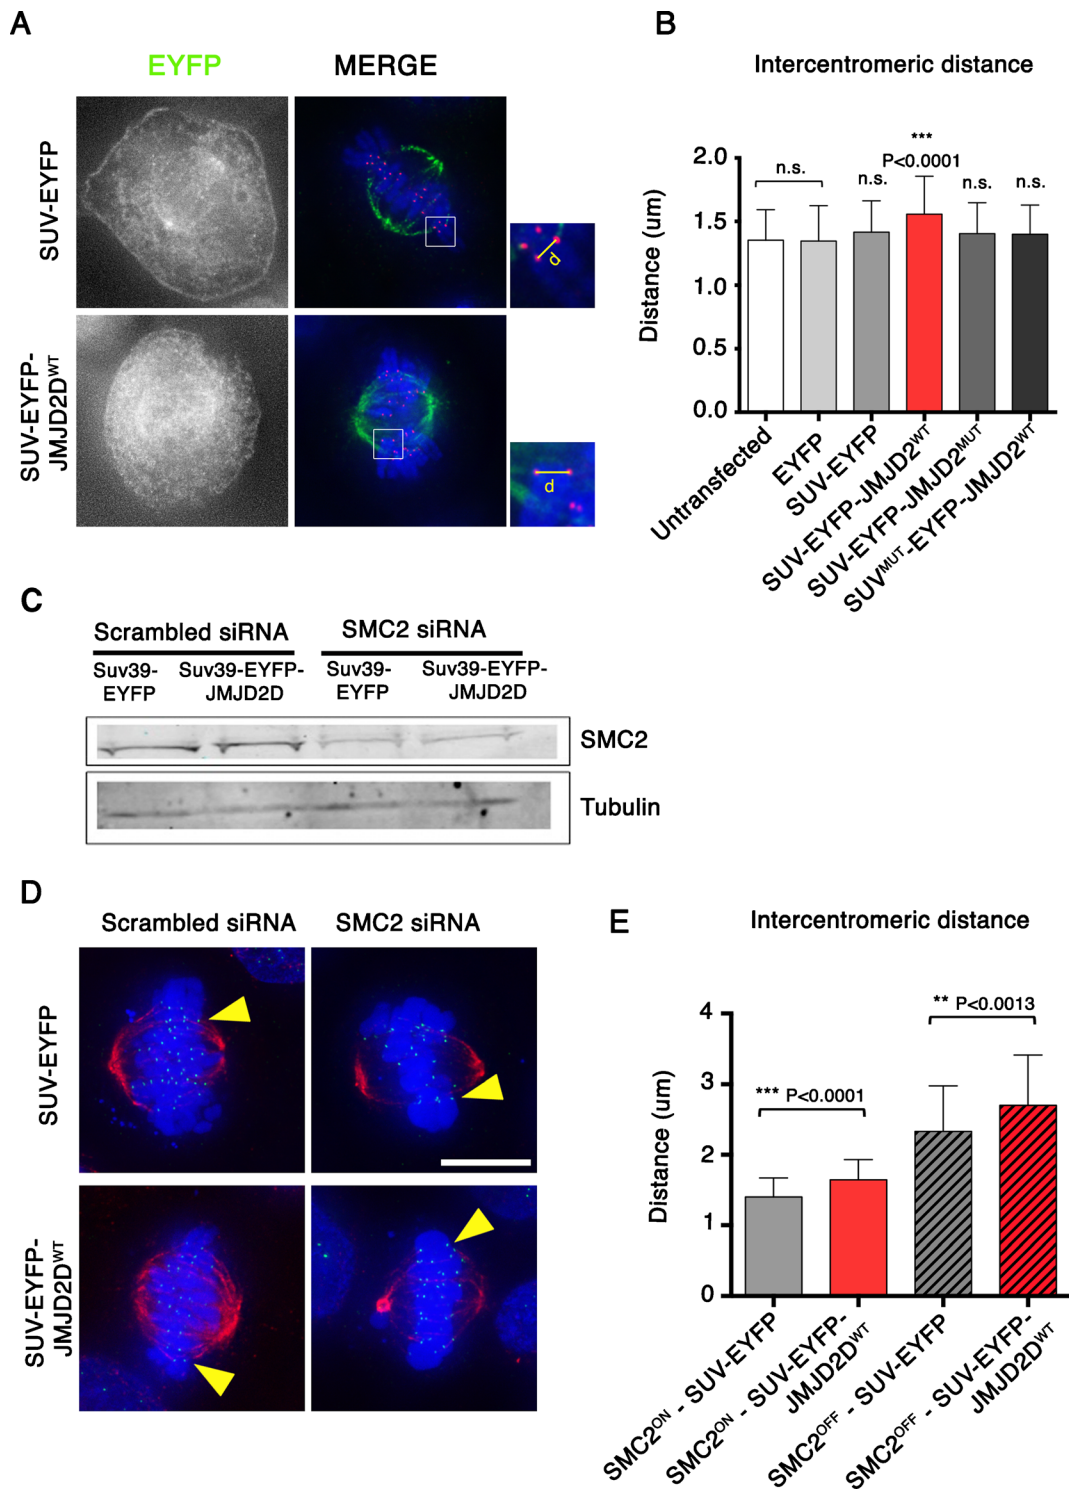 A
EYFP
MERGE
SUV-EYFP
d
SUV-EYFP-
JMJD2D^WT
d
B
Intercentromeric distance
***
P<0.0001
n.s.
n.s.
n.s.
n.s.
Distance (um)
2.0
1.5
1.0
0.5
0.0
Untransfected
EYFP
SUV-EYFP
SUV-EYFP-JMJD2^WT
SUV-EYFP-JMJD2^MUT
SUV^MUT-EYFP-JMJD2^WT
C
Scrambled siRNA
SMC2 siRNA
Suv39-
EYFP
Suv39-EYFP-
JMJD2D
Suv39-
EYFP
Suv39-EYFP-
JMJD2D
SMC2
Tubulin
D
Scrambled siRNA
SMC2 siRNA
SUV-EYFP
SUV-EYFP-
JMJD2D^WT
E
Intercentromeric distance
** P<0.0013
*** P<0.0001
Distance (um)
4
3
2
1
0
SMC2^ON - SUV-EYFP
SMC2^ON - SUV-EYFP-
JMJD2D^WT
SMC2^OFF - SUV-EYFP
SMC2^OFF - SUV-EYFP-
JMJD2D^WT